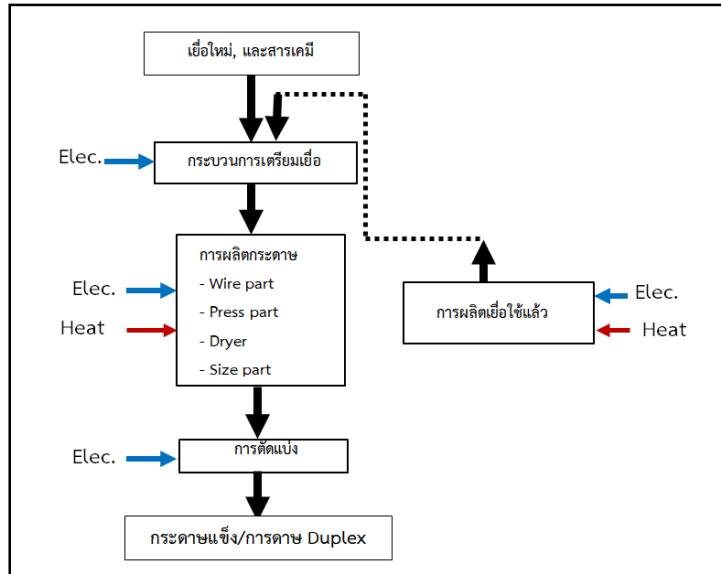 เยื่อใหม่, และสารเคมี
Elec.
กระบวนการเตรียมเยื่อ
การผลิตกระดาษ
- Wire part
- Press part
- Dryer
- Size part
Elec.
Heat
การผลิตเยื่อใช้แล้ว
Elec.
Heat
Elec.
การตัดแบ่ง
กระดาษแข็ง/การดาษ Duplex